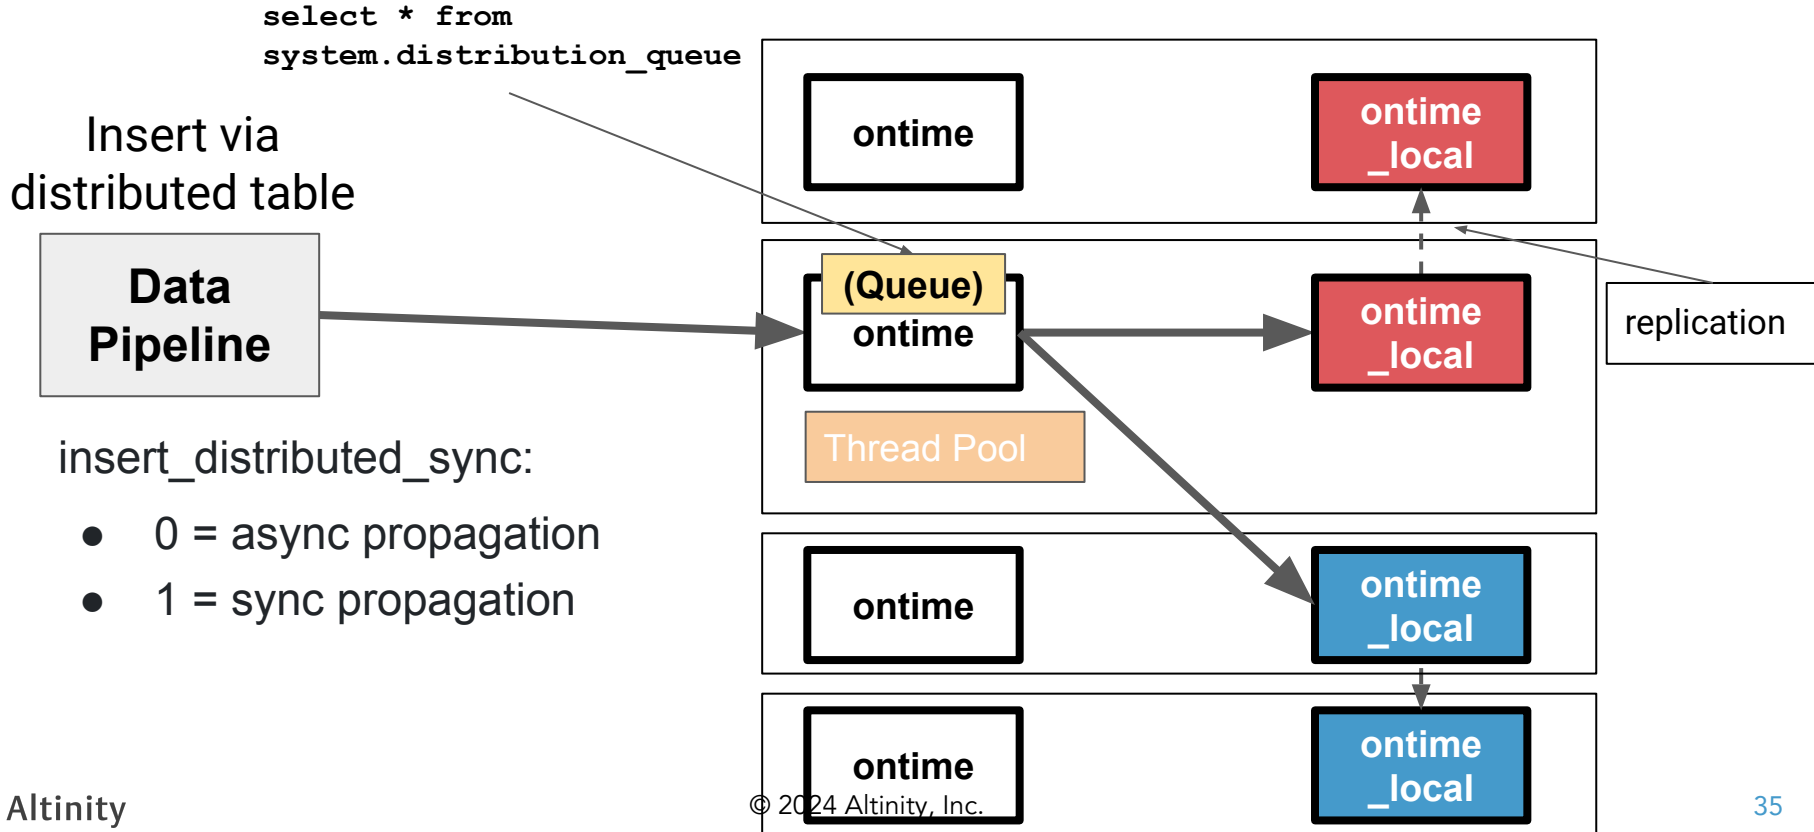 select * from
system.distribution_queue
Insert via
distributed table
Data
Pipeline
insert_distributed_sync:
● 0 = async propagation
● 1 = sync propagation
ontime
ontime
_local
(Queue)
ontime
ontime
_local
Thread Pool
replication
ontime
ontime
_local
ontime
ontime
_local
Altinity
© 2024 Altinity, Inc.
35